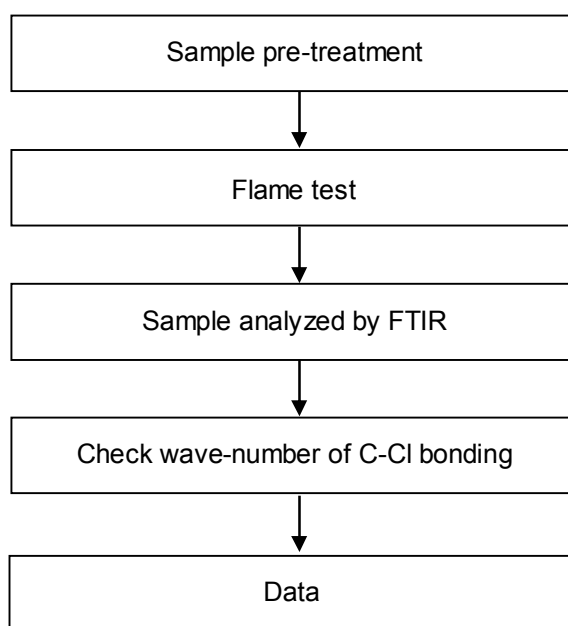 Sample pre-treatment
Flame test
Sample analyzed by FTIR
Check wave-number of C-Cl bonding
Data